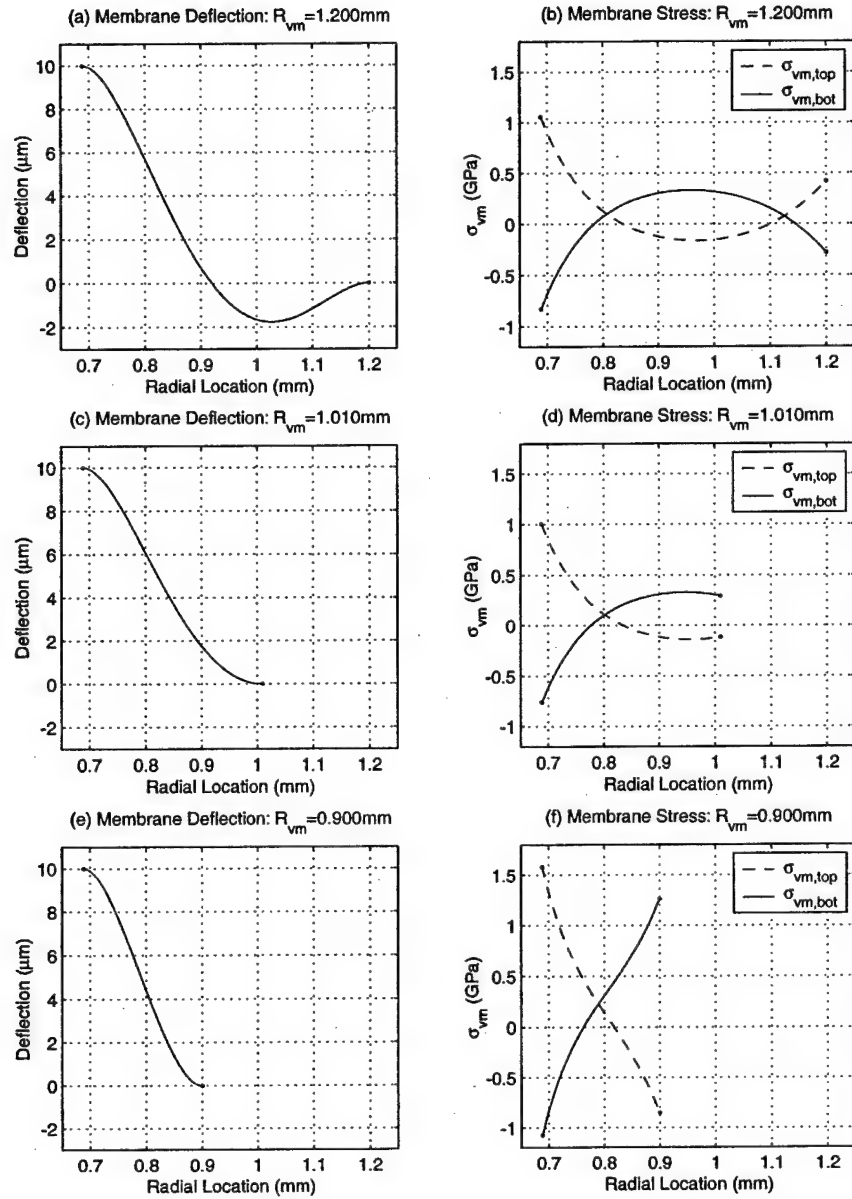 (a) Membrane Deflection: R_vm=1.200mm
(b) Membrane Stress: R_vm=1.200mm
10
8
6
4
2
0
-2
Deflection (μm)
0.7 0.8 0.9 1 1.1 1.2
Radial Location (mm)
σ_vm,top
σ_vm,bot
1.5
1
0.5
0
-0.5
-1
σ_vm (GPa)
0.7 0.8 0.9 1 1.1 1.2
Radial Location (mm)
(c) Membrane Deflection: R_vm=1.010mm
(d) Membrane Stress: R_vm=1.010mm
10
8
6
4
2
0
-2
Deflection (μm)
0.7 0.8 0.9 1 1.1 1.2
Radial Location (mm)
σ_vm,top
σ_vm,bot
1.5
1
0.5
0
-0.5
-1
σ_vm (GPa)
0.7 0.8 0.9 1 1.1 1.2
Radial Location (mm)
(e) Membrane Deflection: R_vm=0.900mm
(f) Membrane Stress: R_vm=0.900mm
10
8
6
4
2
0
-2
Deflection (μm)
0.7 0.8 0.9 1 1.1 1.2
Radial Location (mm)
σ_vm,top
σ_vm,bot
1.5
1
0.5
0
-0.5
-1
σ_vm (GPa)
0.7 0.8 0.9 1 1.1 1.2
Radial Location (mm)